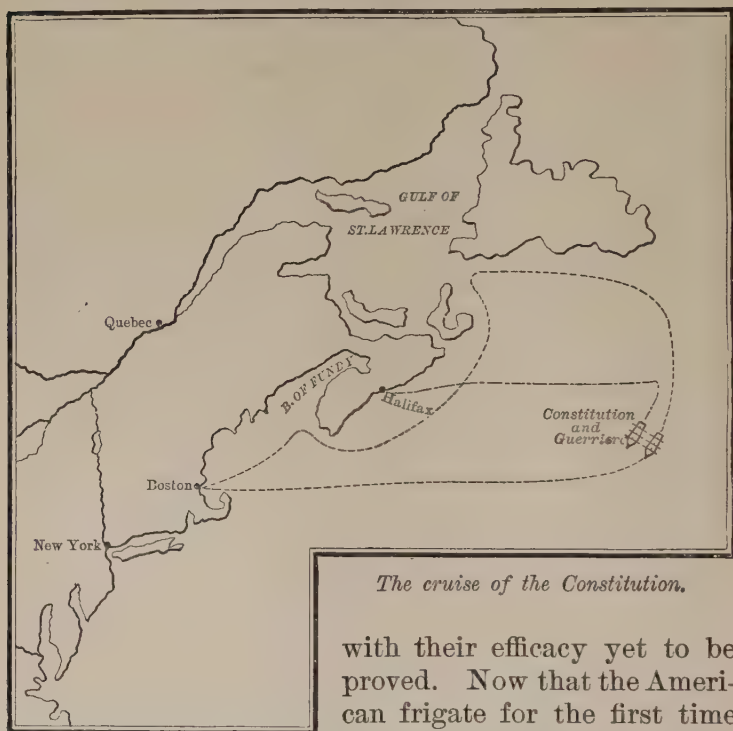 GULF OF
ST. LAWRENCE
Quebec
B. OF FUNDY
Halifax
Constitution
and
Guerriere
Boston
New York
The cruise of the Constitution.
with their efficacy yet to be
proved. Now that the Ameri-
can frigate for the first time